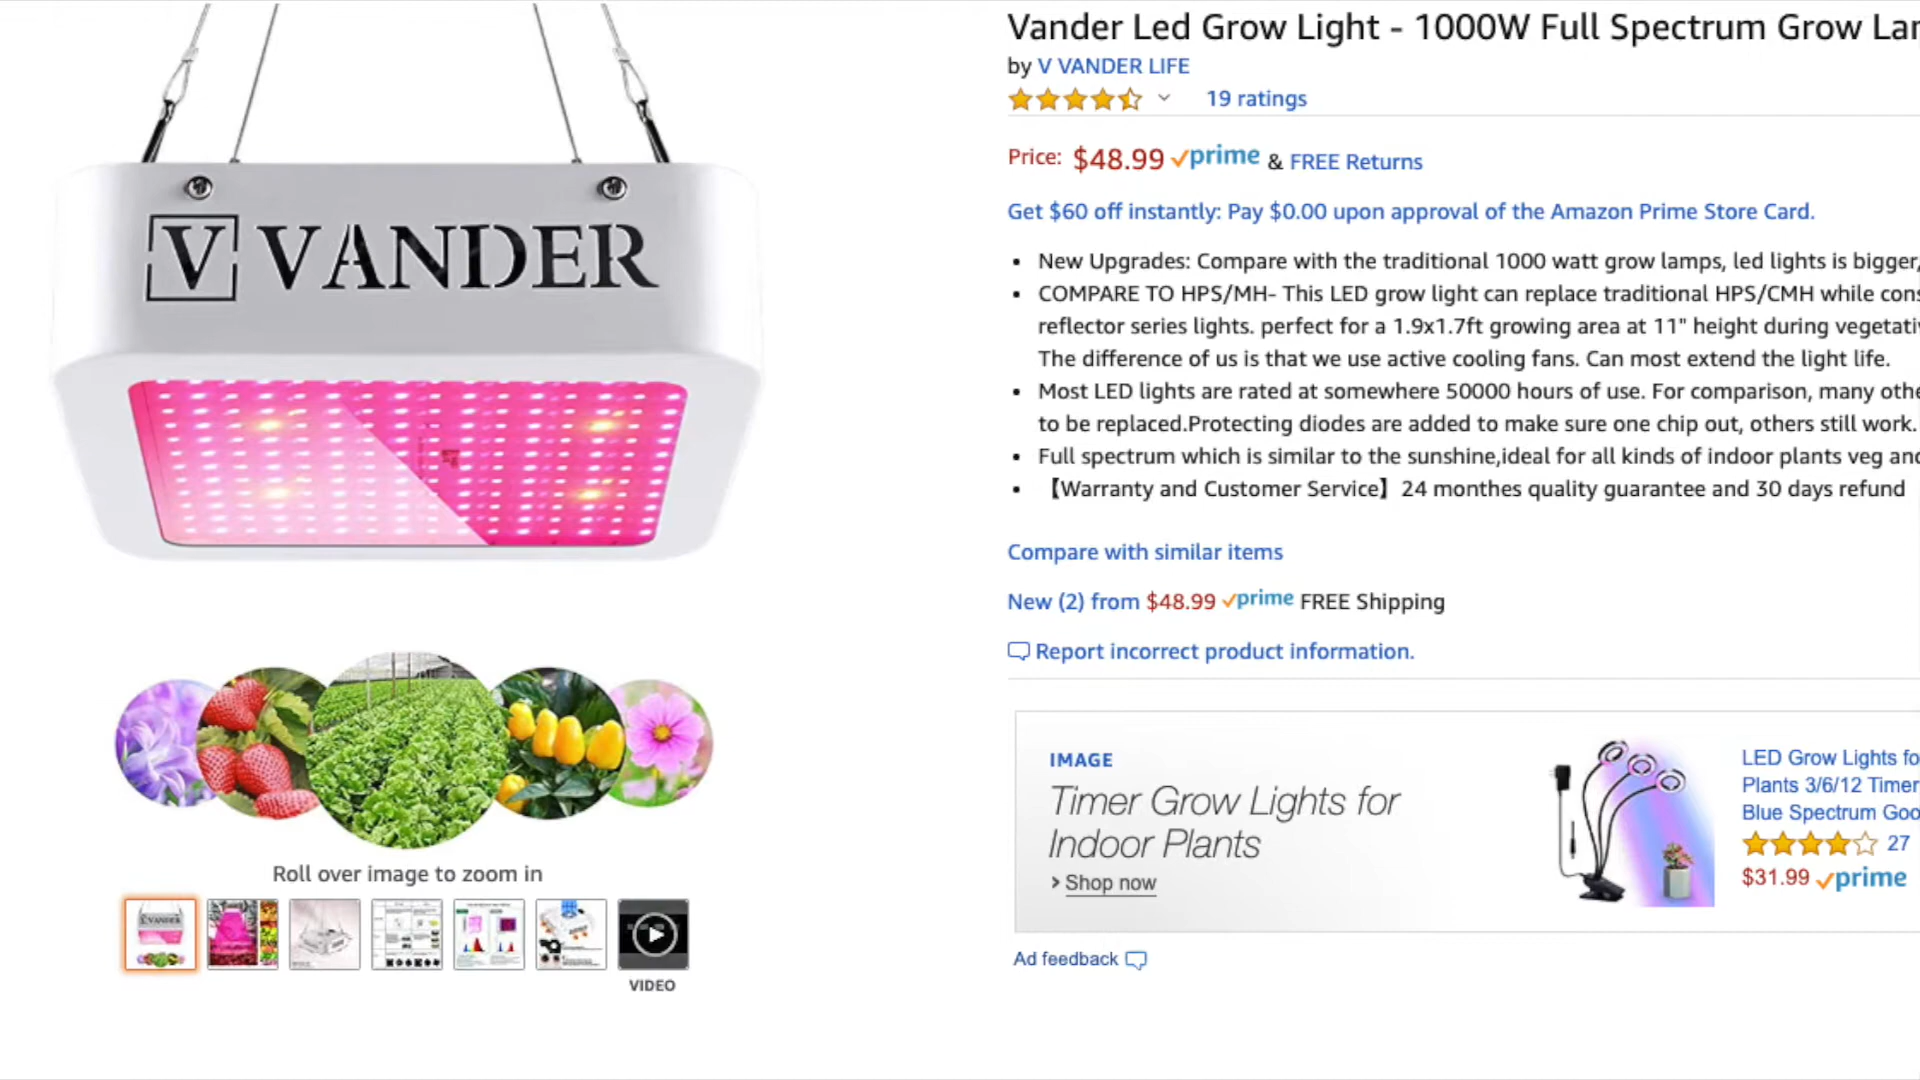 V VANDER
Roll over image to zoom in
VIDEO
Vander Led Grow Light - 1000W Full Spectrum Grow
by V VANDER LIFE
19 ratings
Price: $48.99 prime & FREE Returns
Get $60 off instantly: Pay $0.00 upon approval of the Amazon Prime Store Card.
• New Upgrades: Compare with the traditional 1000 watt grow lamps, led lights is bigger,
• COMPARE TO HPS/MH- This LED grow light can replace traditional HPS/CMH while
reflector series lights. perfect for a 1.9x1.7ft growing area at 11" height during
The difference of us is that we use active cooling fans. Can most extend the light life.
• Most LED lights are rated at somewhere 50000 hours of use. For comparison, many
to be replaced.Protecting diodes are added to make sure one chip out, others still work.
• Full spectrum which is similar to the sunshine,ideal for all kinds of indoor plants veg
• 【Warranty and Customer Service】24 monthes quality guarantee and 30 days refund
Compare with similar items
New (2) from $48.99 prime FREE Shipping
Report incorrect product information.
IMAGE
Timer Grow Lights for
Indoor Plants
› Shop now
LED Grow Lights
Plants 3/6/12 Timer
Blue Spectrum
27
$31.99 prime
Ad feedback